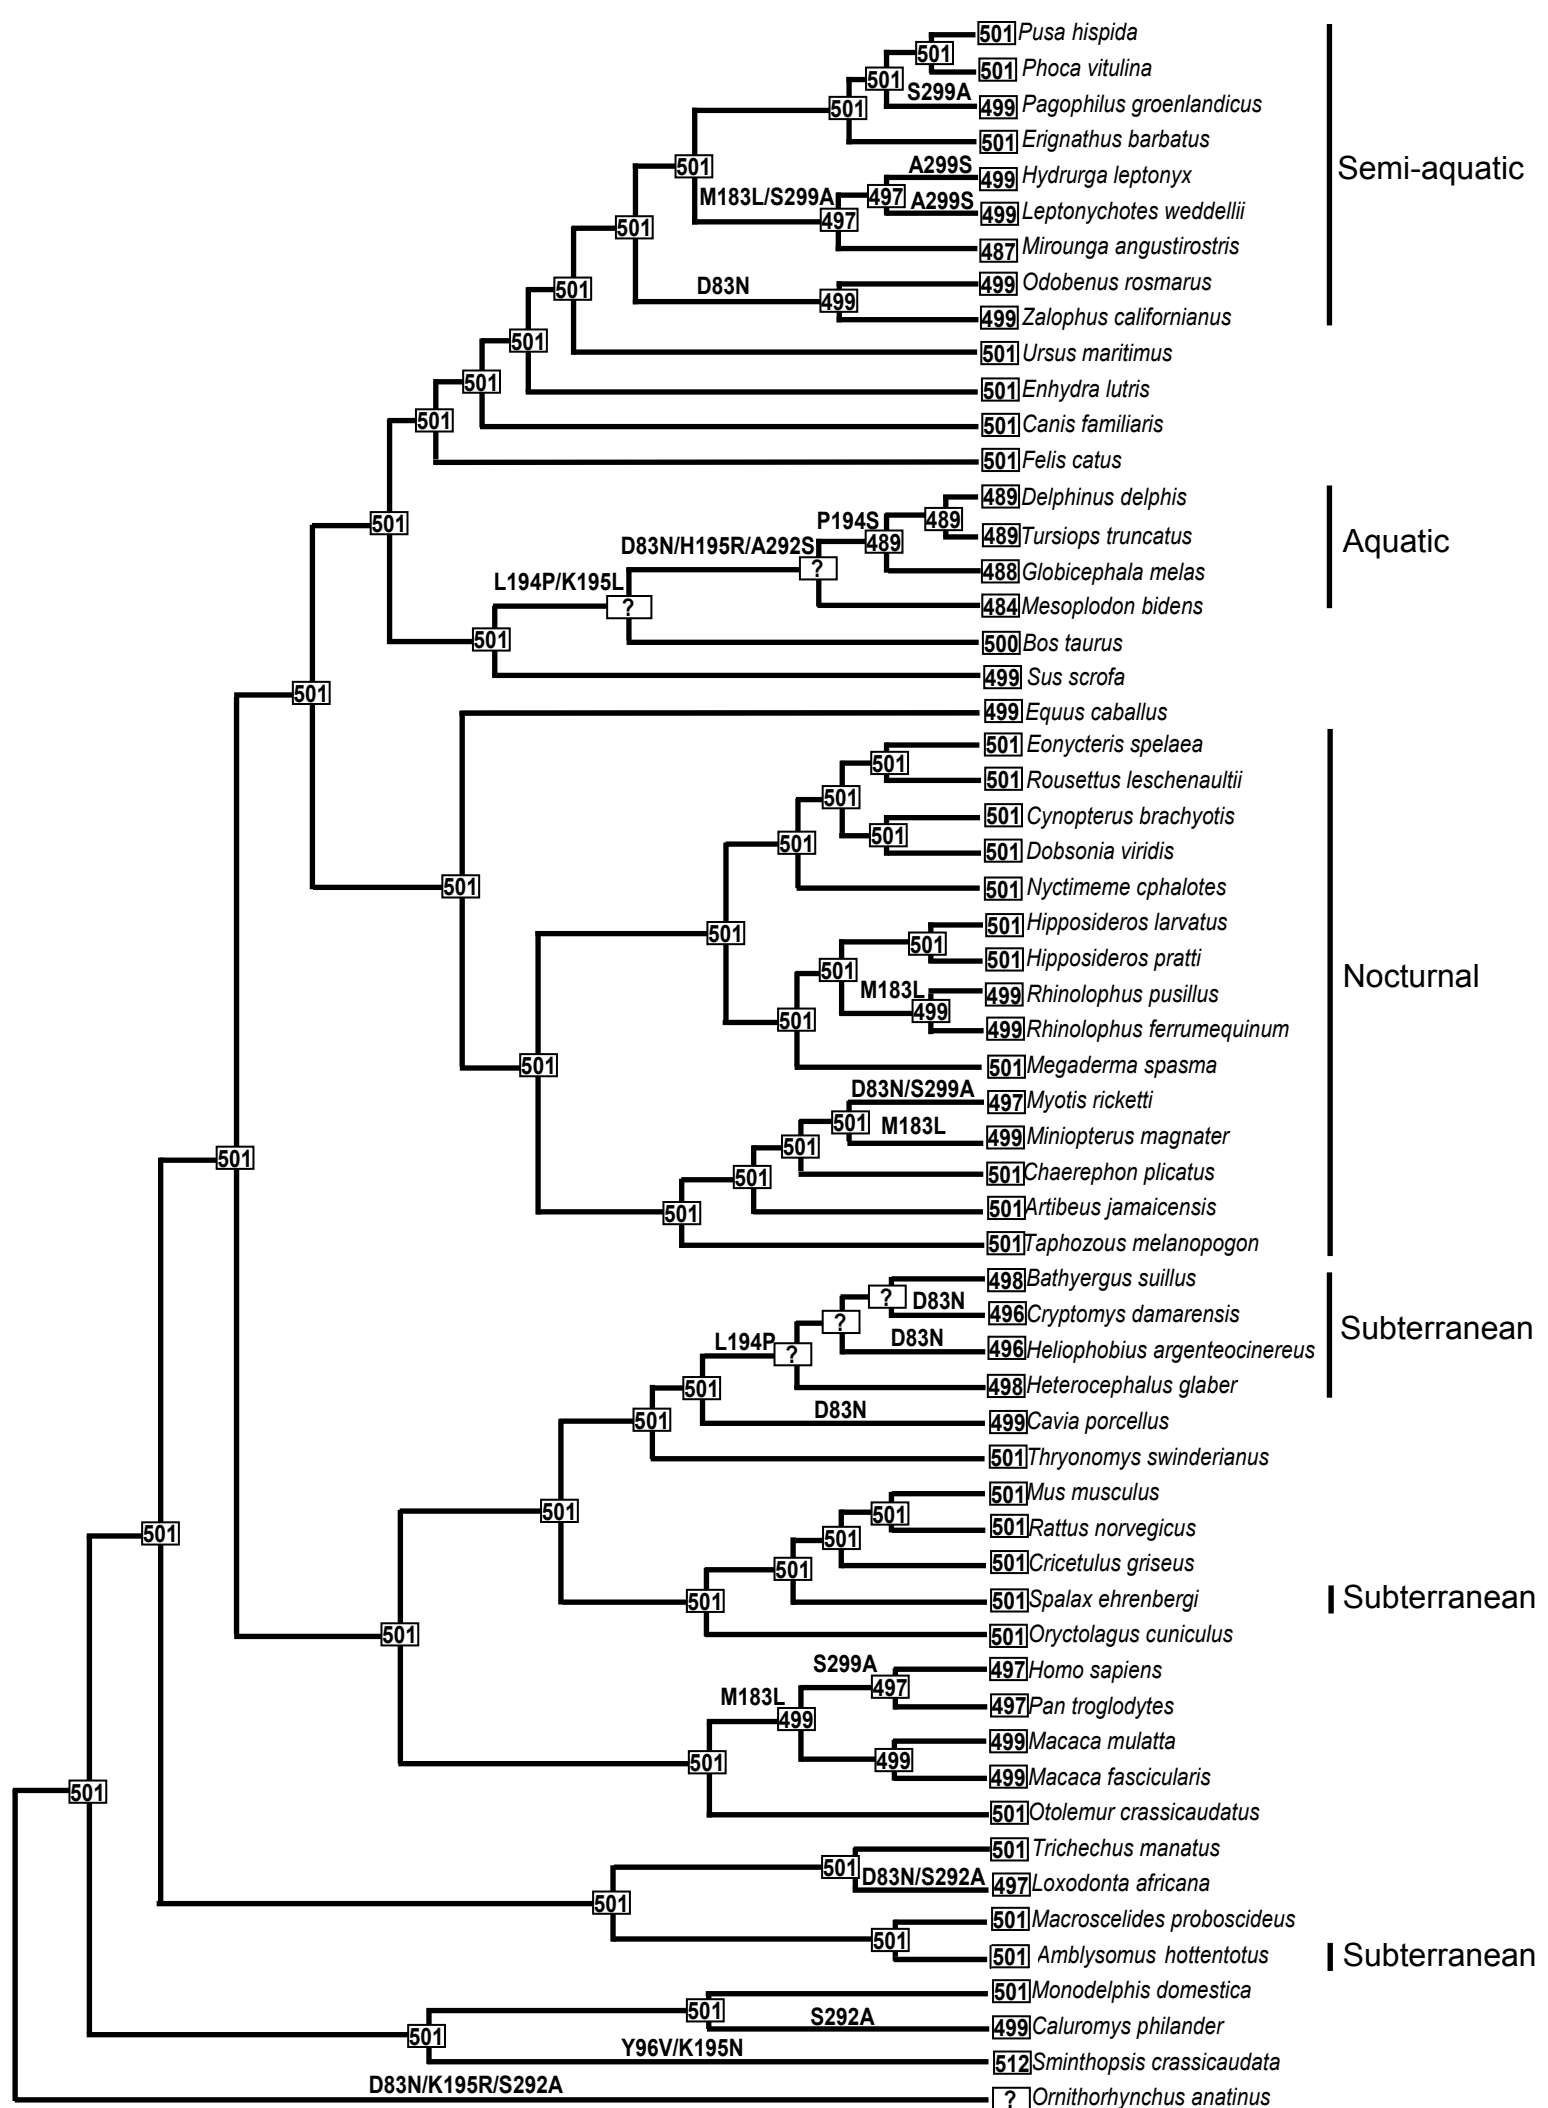 501 Pusa hispida
501
501 Phoca vitulina
501
S299A
499 Pagophilus groenlandicus
501
501 Erignathus barbatus
Semi-aquatic
501
A299S
499 Hydrurga leptonyx
M183L/S299A
497
A299S
499 Leptonychotes weddellii
497
501
487 Mirounga angustirostris
D83N
499 Odobenus rosmarus
501
499
499 Zalophus californianus
501
501 Ursus maritimus
501
501 Enhydra lutris
501
501 Canis familiaris
501 Felis catus
489 Delphinus delphis
P194S
489
501
489 Tursiops truncatus
Aquatic
D83N/H195R/A292S
489
?
488 Globicephala melas
L194P/K195L
?
484 Mesoplodon bidens
501
500 Bos taurus
499 Sus scrofa
501
499 Equus caballus
501 Eonycteris spelaea
501
501 Rousettus leschenaultii
501
501 Cynopterus brachyotis
501
501
501 Dobsonia viridis
501
501 Nyctimeme cphalotes
501
501 Hipposideros larvatus
501
501 Hipposideros pratti
501
Nocturnal
M183L
499 Rhinolophus pusillus
499
501
499 Rhinolophus ferrumequinum
501
501 Megaderma spasma
D83N/S299A
497 Myotis ricketti
501
M183L
499 Miniopterus magnater
501
501
501 Chaerephon plicatus
501
501
501 Artibeus jamaicensis
501 Taphozous melanopogon
498 Bathyergus suillus
?
D83N
496 Cryptomys damarensis
?
Subterranean
L194P
D83N
496 Heliophobius argenteocinereus
?
501
498 Heterocephalus glaber
D83N
501
499 Cavia porcellus
501 Thryonomys swinderianus
501 Mus musculus
501
501
501 Rattus norvegicus
501
501
501 Cricetulus griseus
501
501
501 Spalax ehrenbergi
Subterranean
501
501 Oryctolagus cuniculus
S299A
497 Homo sapiens
M183L
497
497 Pan troglodytes
499
499 Macaca mulatta
501
499
501
499 Macaca fascicularis
501 Otolemur crassicaudatus
501 Trichechus manatus
501
D83N/S292A
497 Loxodonta africana
501
501 Macroscelides proboscideus
501
501 Amblysomus hottentotus
Subterranean
501 Monodelphis domestica
501
S292A
499 Caluromys philander
501
Y96V/K195N
512 Sminthopsis crassicaudata
D83N/K195R/S292A
? Ornithorhynchus anatinus